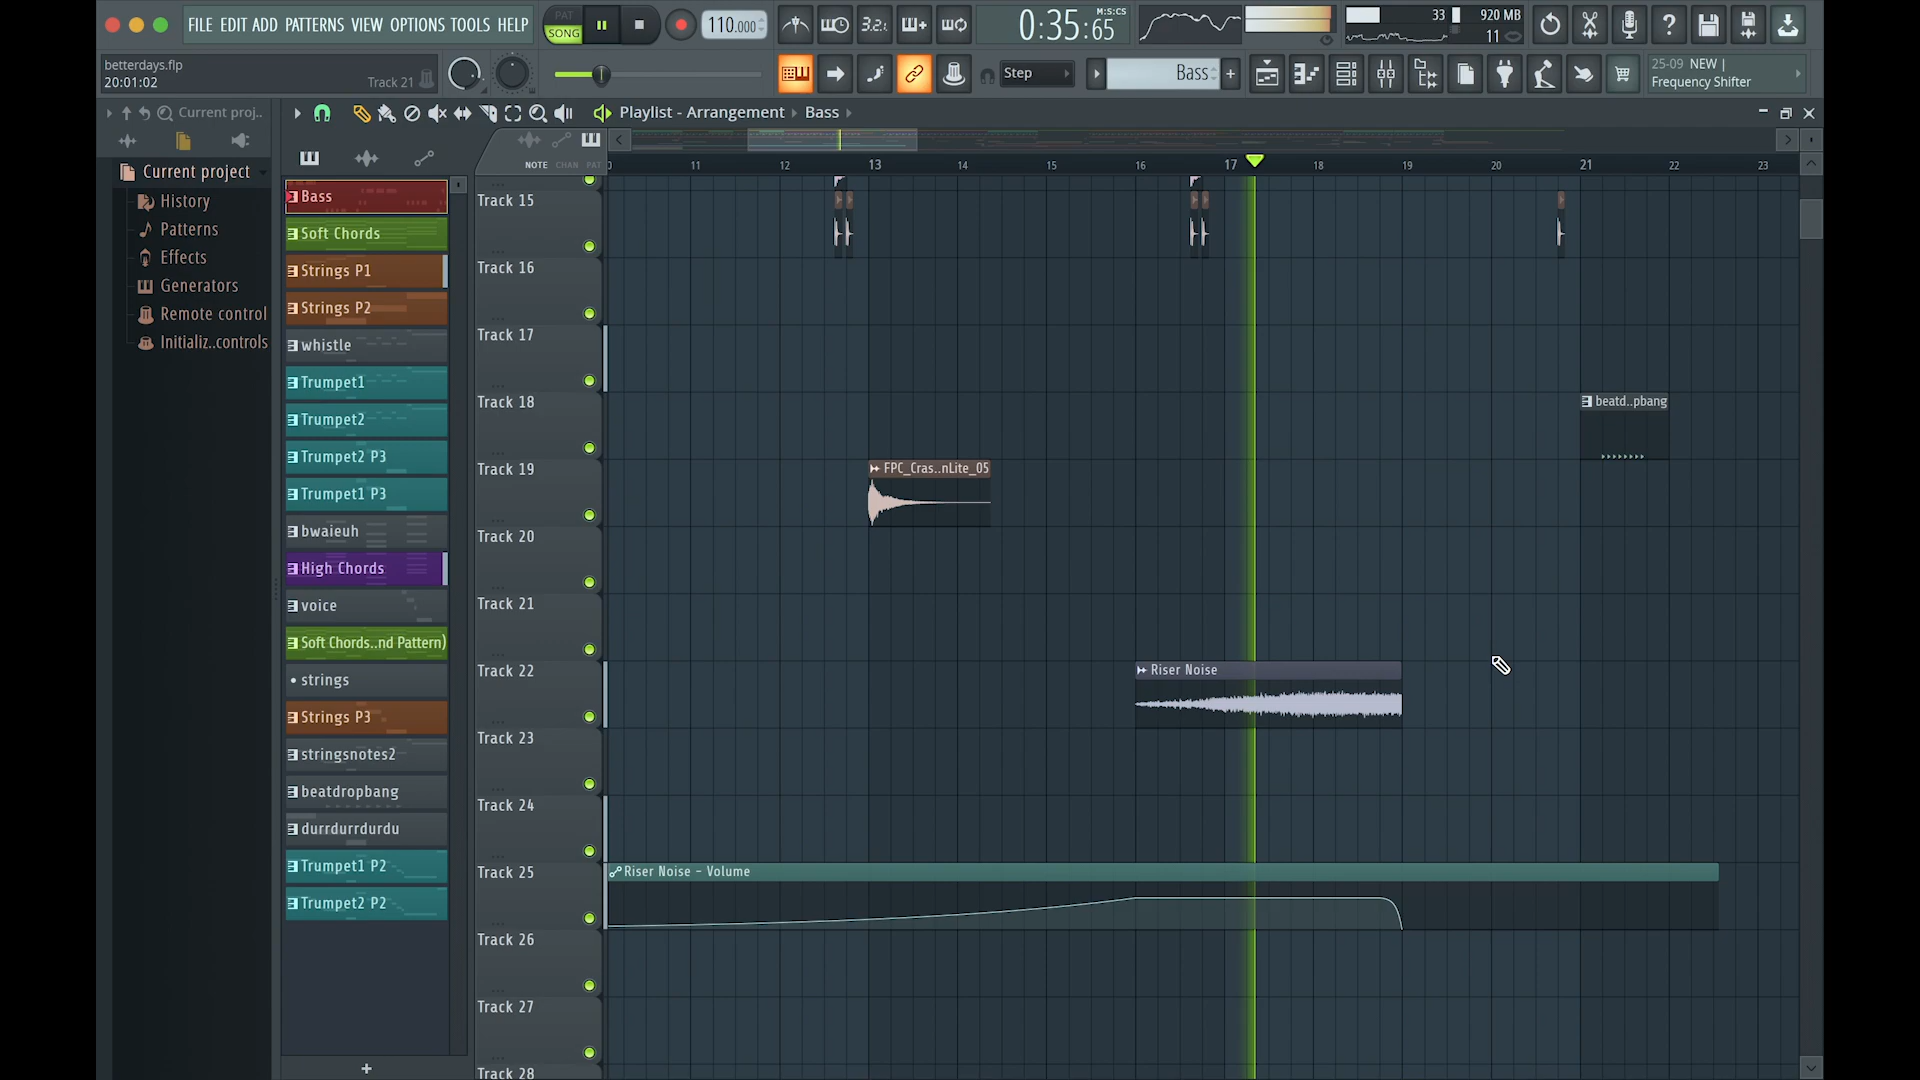 FILE EDIT ADD PATTERNS VIEW OPTIONS TOOLS HELP
PAT
SONG
110.000
3.2.
M:S:CS
0:35:65
33
920 MB
11
betterdays.flp
20:01:02
Track 21
Step
Bass
25-09 NEW |
Frequency Shifter
Current proj..
Playlist - Arrangement
Bass
NOTE CHAN PAT
11 12 13 14 15 16 17 18 19 20 21 22 23
Current project
History
Patterns
Effects
Generators
Remote control
Initializ..controls
Bass
Soft Chords
Strings P1
Strings P2
whistle
Trumpet1
Trumpet2
Trumpet2 P3
Trumpet1 P3
bwaieuh
High Chords
voice
Soft Chords..nd Pattern)
strings
Strings P3
stringsnotes2
beatdropbang
durrdurrdurdu
Trumpet1 P2
Trumpet2 P2
Track 15
Track 16
Track 17
Track 18
beatd..pbang
Track 19
FPC_Cras..nLite_05
Track 20
Track 21
Track 22
Riser Noise
Track 23
Track 24
Track 25
Riser Noise - Volume
Track 26
Track 27
Track 28